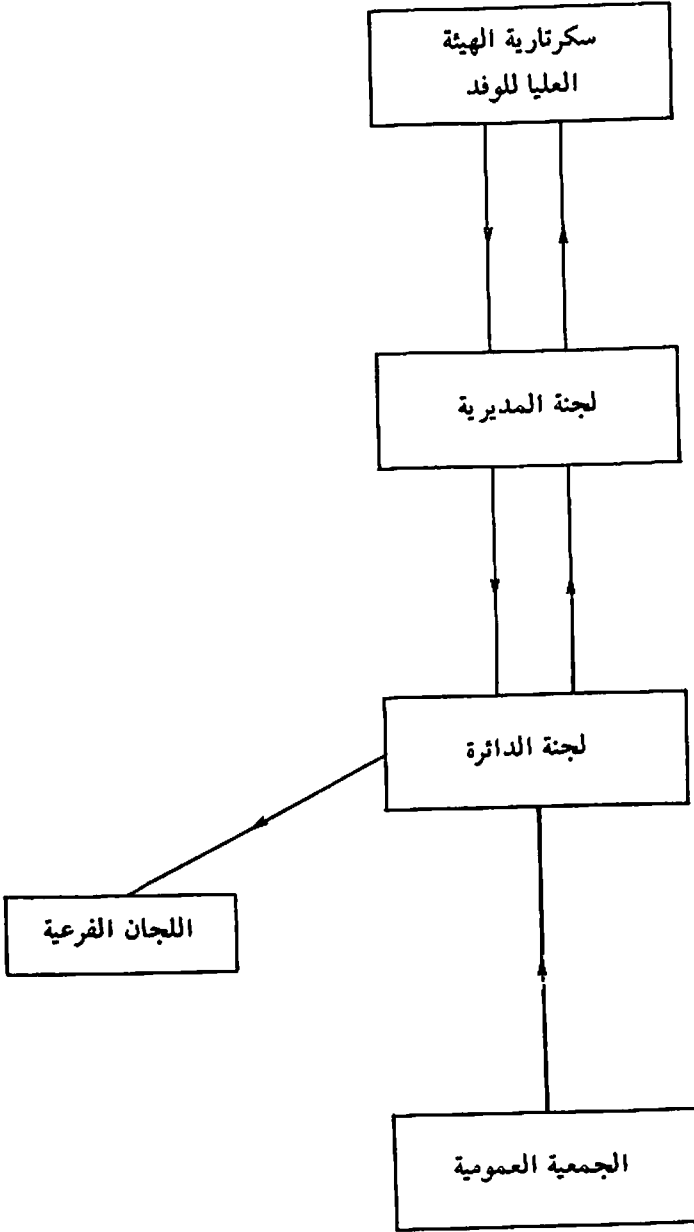 سكرتارية الهيئة
العليا للوفد
لجنة المديرية
لجنة الدائرة
اللجان الفرعية
الجمعية العمومية